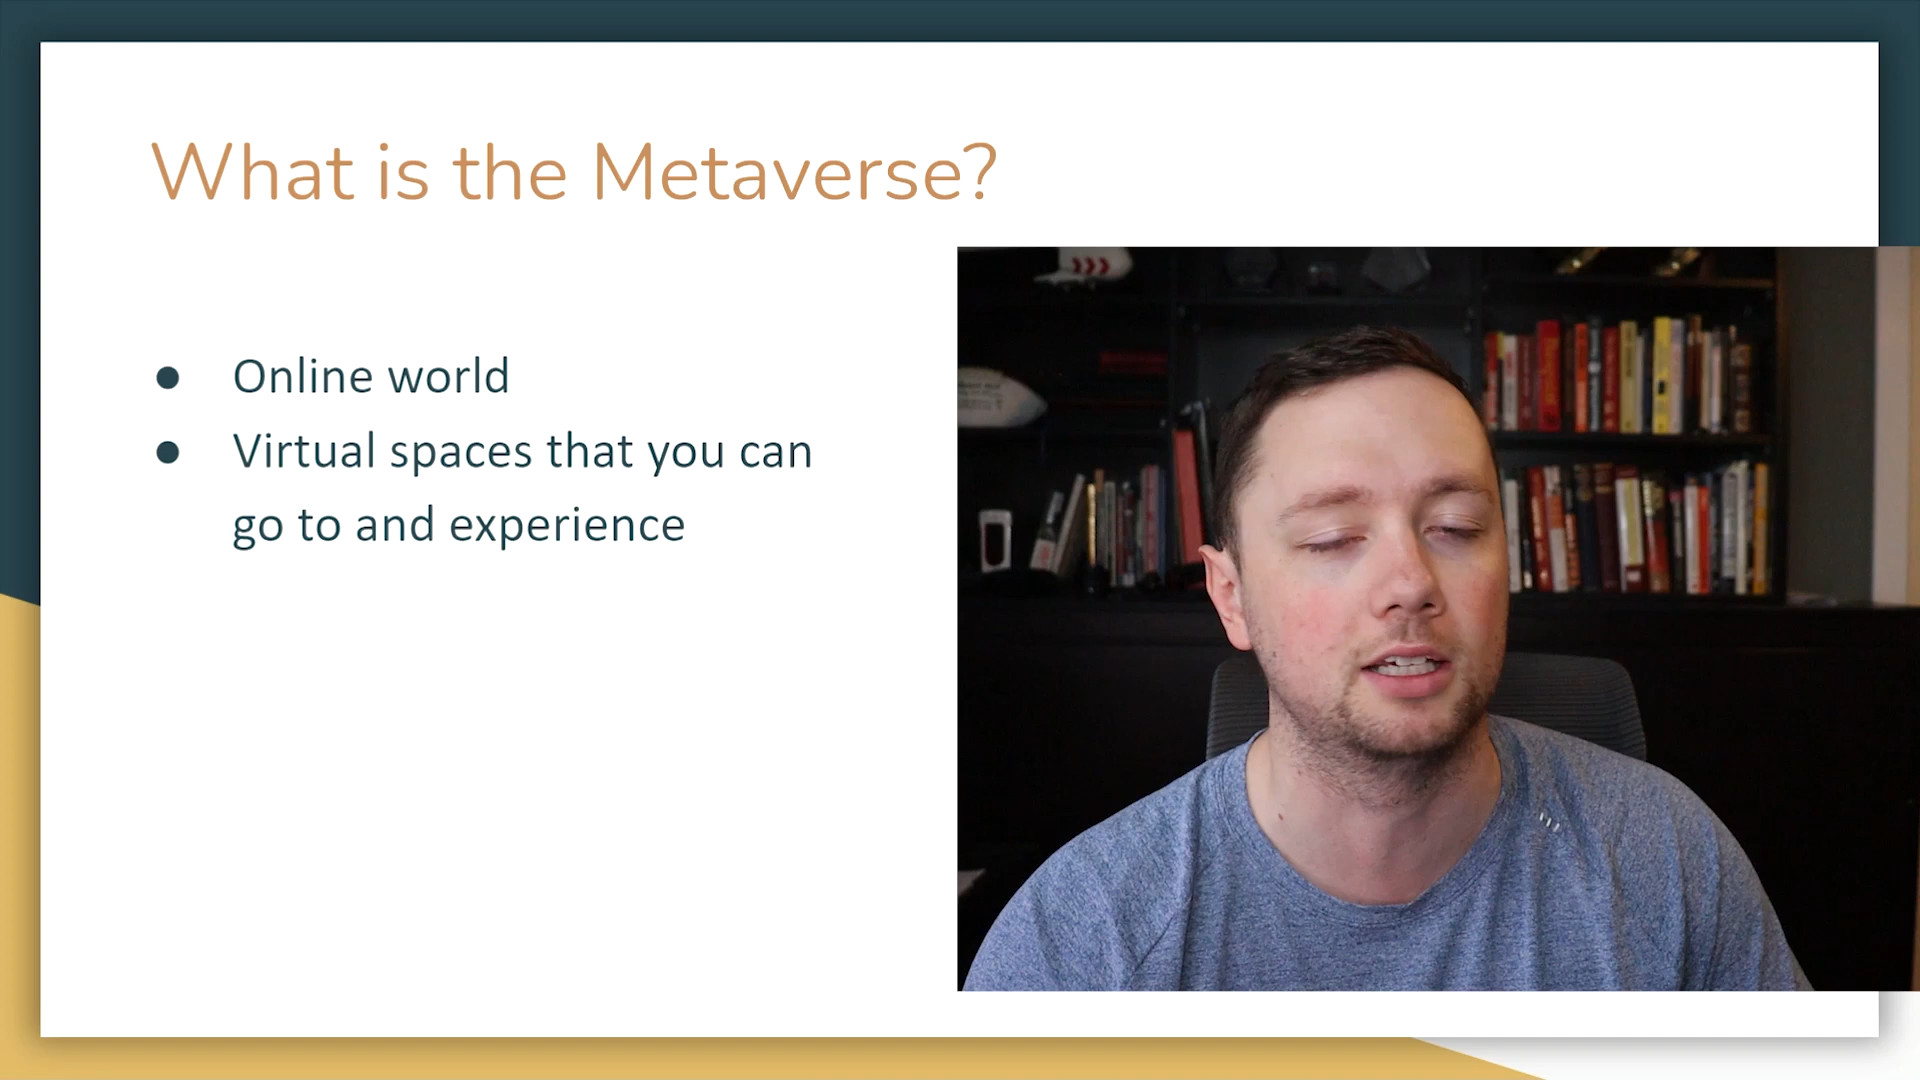 What is the Metaverse?
● Online world
● Virtual spaces that you can
go to and experience